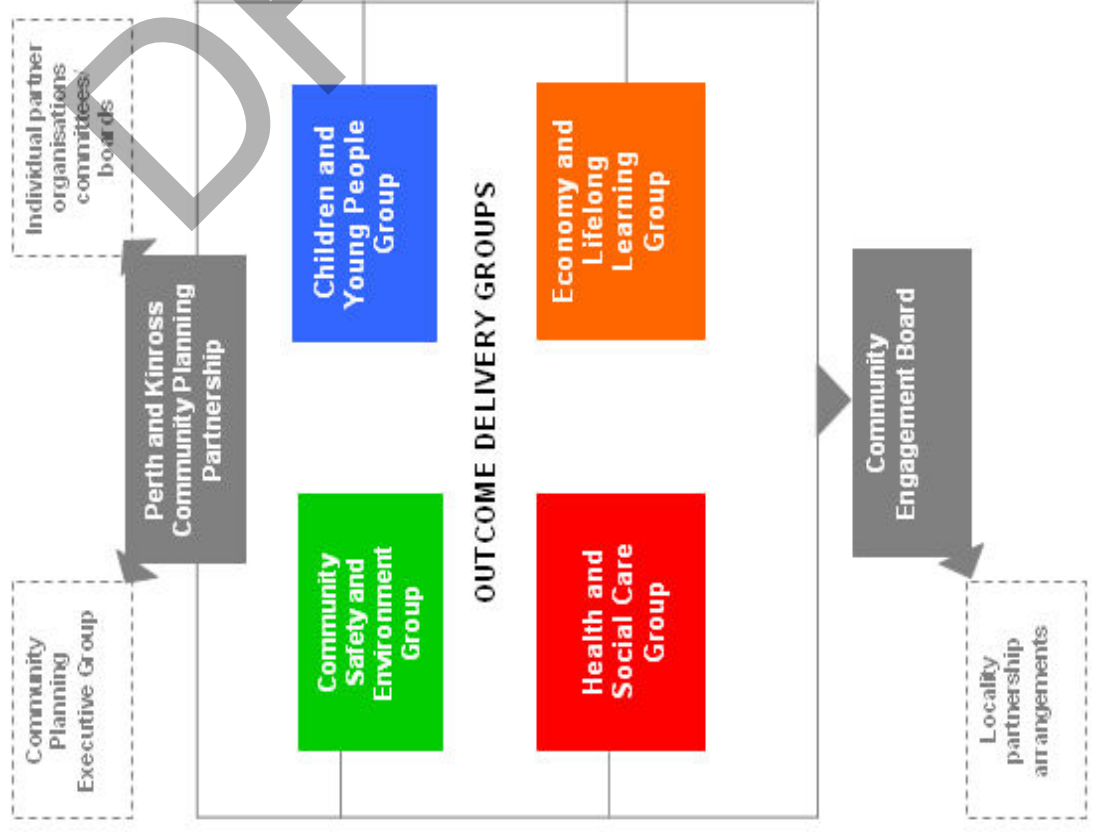 Community
Planning
Executive Group
Individual partner
organisations
committees/
boards
Perth and Kinross
Community Planning
Partnership
Community
Safety and
Environment
Group
Children and
Young People
Group
OUTCOME DELIVERY GROUPS
Health and
Social Care
Group
Economy and
Lifelong
Learning
Group
Community
Engagement Board
Locality
partnership
arrangements